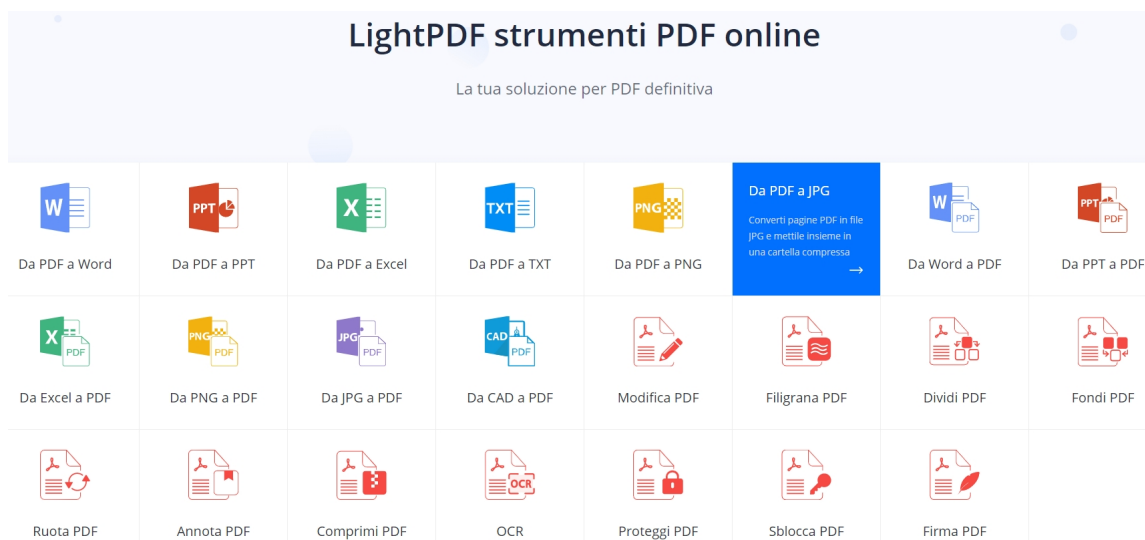 LightPDF strumenti PDF online
La tua soluzione per PDF definitiva
W
PPT
X
TXT
PNG
Da PDF a JPG
Converti pagine PDF in file
JPG e mettile insieme in
una cartella compressa
→
W PDF
PPT PDF
Da PDF a Word
Da PDF a PPT
Da PDF a Excel
Da PDF a TXT
Da PDF a PNG
Da Word a PDF
Da PPT a PDF
X PDF
PNG PDF
JPG PDF
CAD PDF
Da Excel a PDF
Da PNG a PDF
Da JPG a PDF
Da CAD a PDF
Modifica PDF
Filigrana PDF
Dividi PDF
Fondi PDF
OCR
Ruota PDF
Annota PDF
Comprimi PDF
OCR
Proteggi PDF
Sblocca PDF
Firma PDF